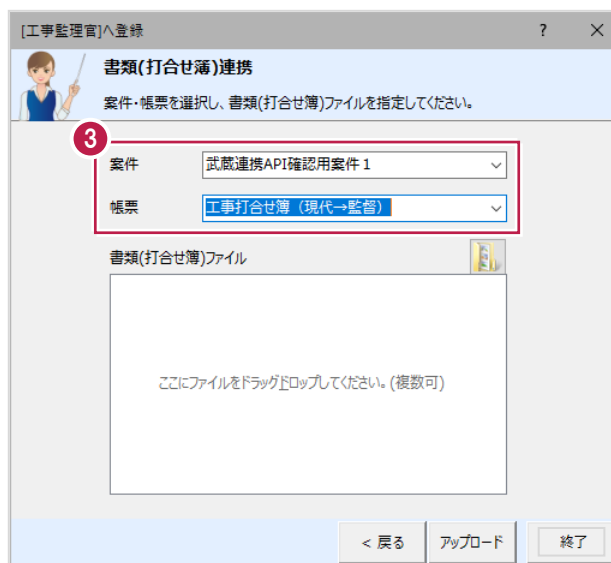 [工事監理官]へ登録 ? ×
書類(打合せ簿)連携
案件・帳票を選択し、書類(打合せ簿)ファイルを指定してください。
3
案件 武蔵連携API確認用案件1
帳票 工事打合せ簿（現代→監督）
書類(打合せ簿)ファイル
ここにファイルをドラッグドロップしてください。(複数可)
< 戻る アップロード 終了